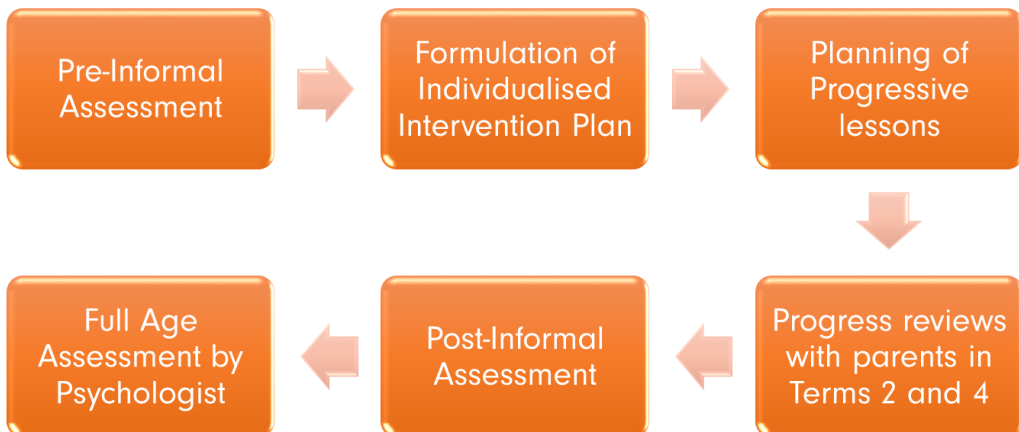 Pre-Informal
Assessment
Formulation of
Individualised
Intervention Plan
Planning of
Progressive
lessons
Progress reviews
with parents in
Terms 2 and 4
Post-Informal
Assessment
Full Age
Assessment by
Psychologist